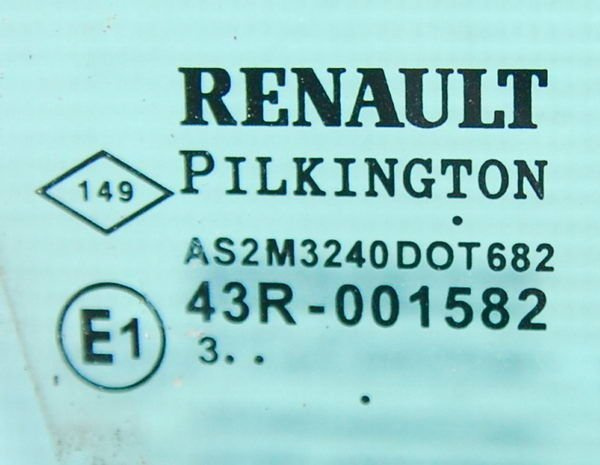 RENAULT
149
PILKINGTON
AS2M3240DOT682
E1
43R-001582
3..